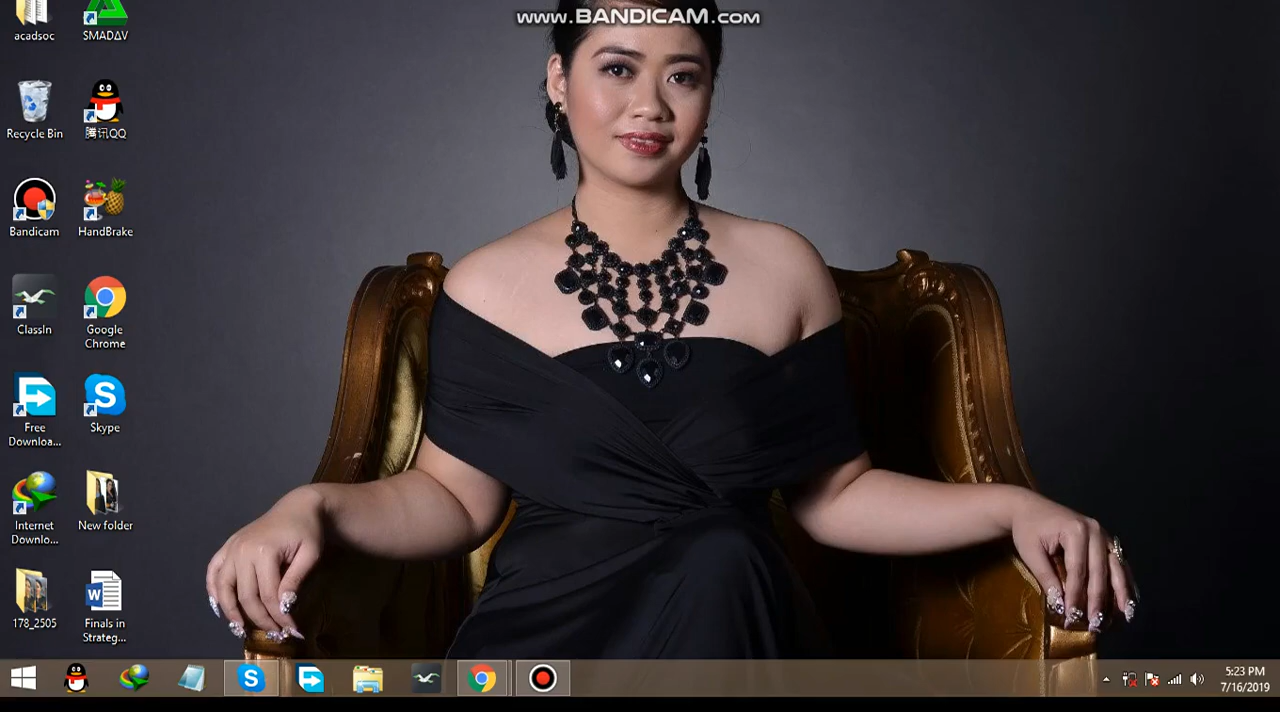 www.BANDICAM.com
acadsoc
SMADAV
Recycle Bin
腾讯QQ
Bandicam
HandBrake
ClassIn
Google
Chrome
Free
Downloa...
Skype
Internet
Downlo...
New folder
178_2505
Finals in
Strateg...
5:23 PM
7/16/2019